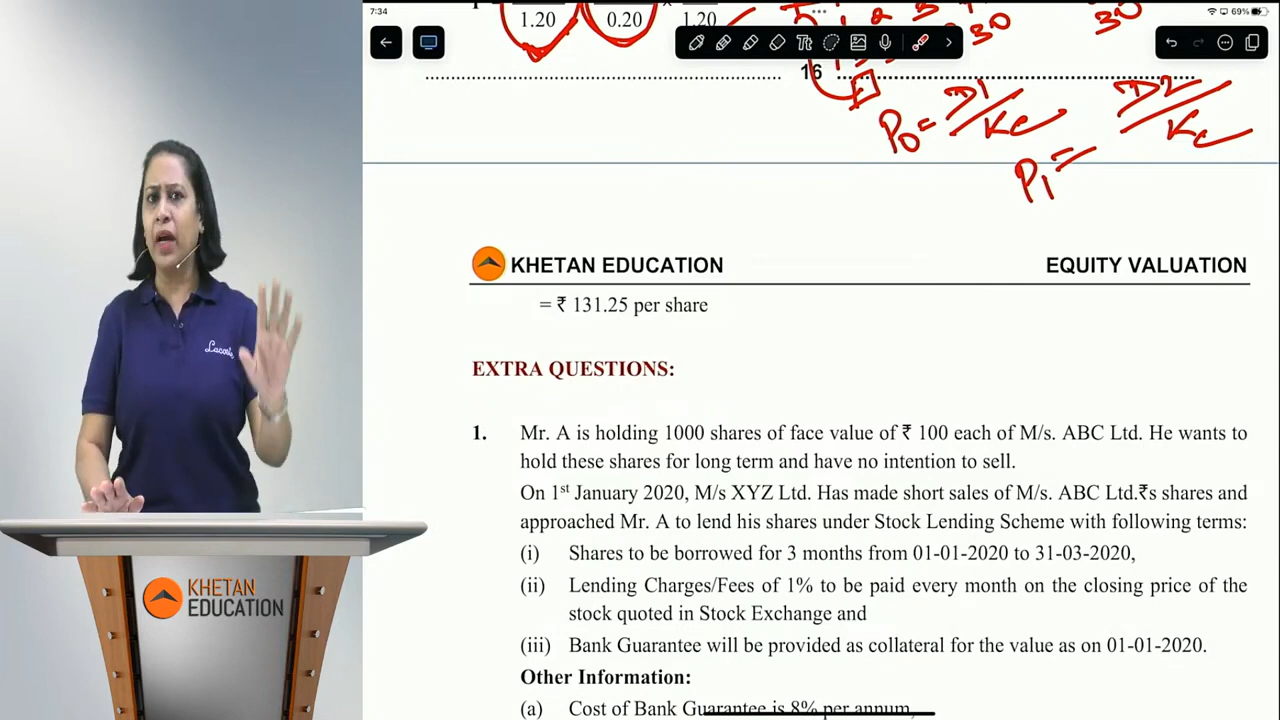 7:34
69%
1.20
0.20
1.20
30
30
16
P0 = D1/Ke
D2/Ke
P1 =
KHETAN EDUCATION
EQUITY VALUATION
= ₹ 131.25 per share
EXTRA QUESTIONS:
1. Mr. A is holding 1000 shares of face value of ₹ 100 each of M/s. ABC Ltd. He wants to
hold these shares for long term and have no intention to sell.
On 1st January 2020, M/s XYZ Ltd. Has made short sales of M/s. ABC Ltd.₹s shares and
approached Mr. A to lend his shares under Stock Lending Scheme with following terms:
(i) Shares to be borrowed for 3 months from 01-01-2020 to 31-03-2020,
(ii) Lending Charges/Fees of 1% to be paid every month on the closing price of the
stock quoted in Stock Exchange and
(iii) Bank Guarantee will be provided as collateral for the value as on 01-01-2020.
Other Information:
(a) Cost of Bank Guarantee is 8% per annum,
Lacoste
KHETAN
EDUCATION